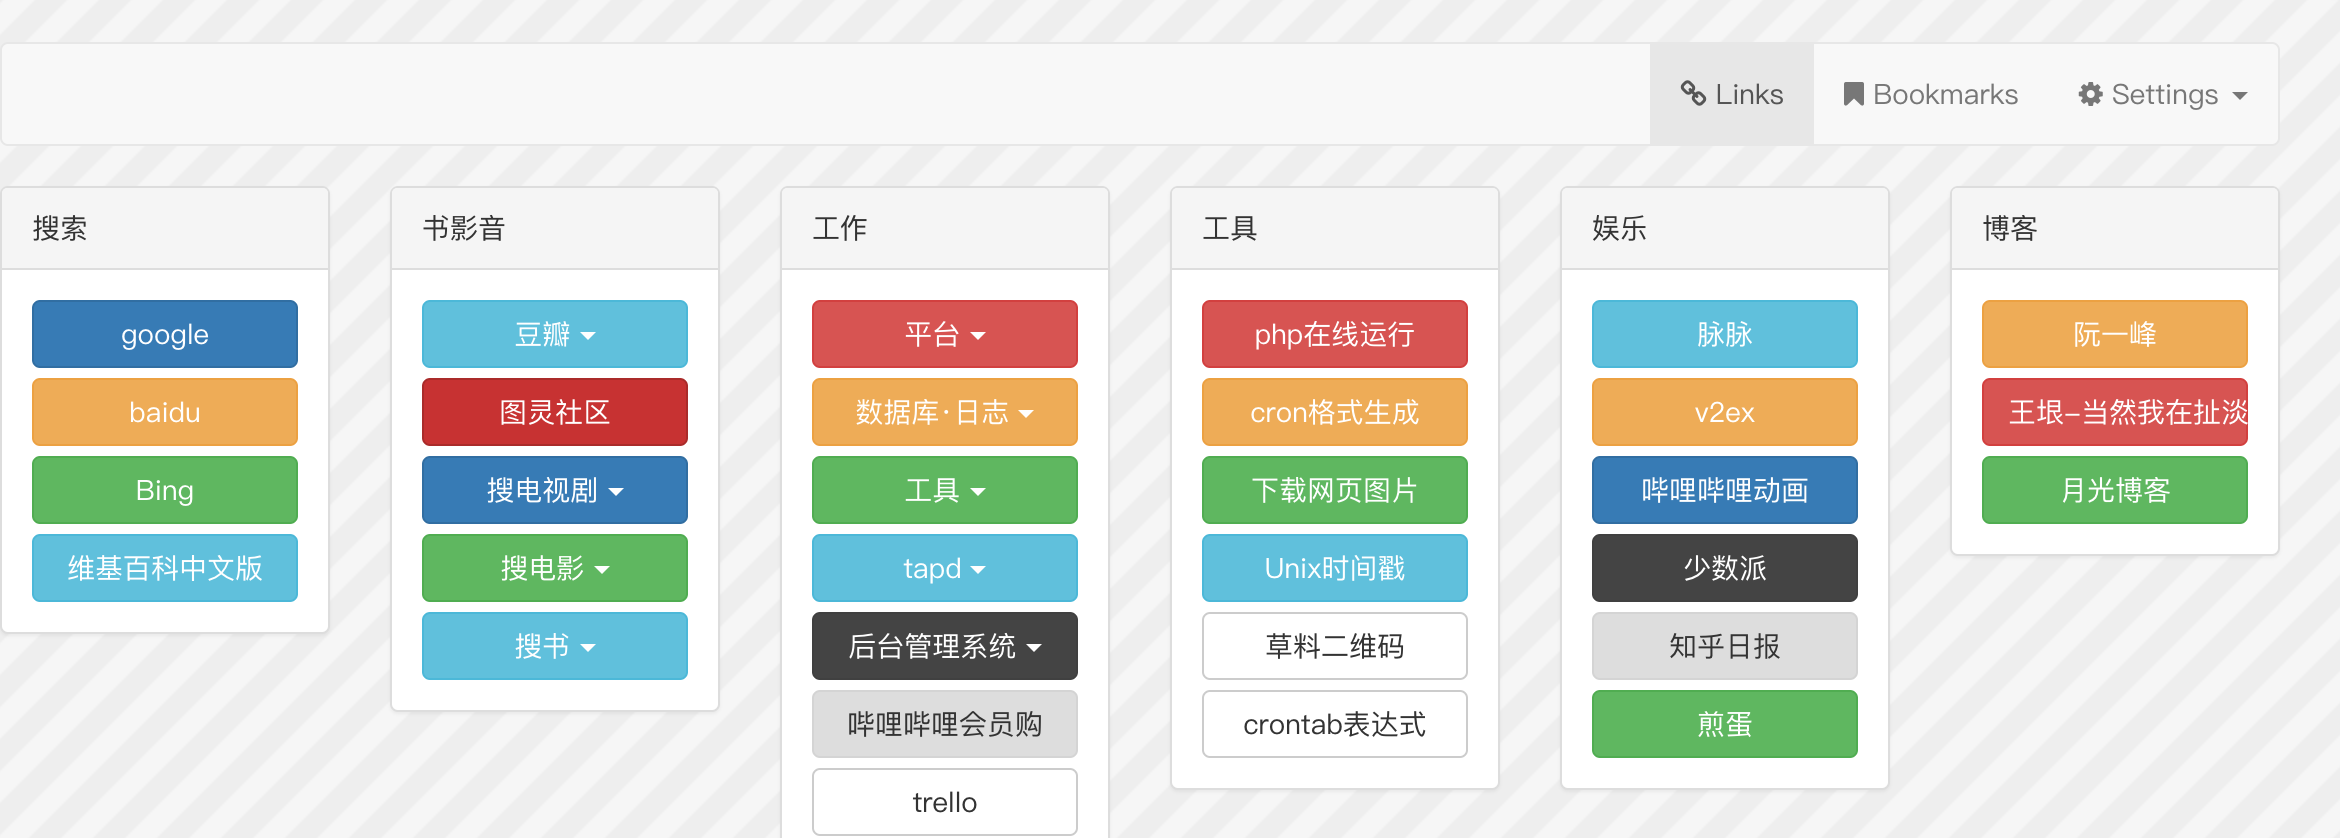 Links
Bookmarks
Settings
搜索
google
baidu
Bing
维基百科中文版
书影音
豆瓣
图灵社区
搜电视剧
搜电影
搜书
工作
平台
数据库·日志
工具
tapd
后台管理系统
哔哩哔哩会员购
trello
工具
php在线运行
cron格式生成
下载网页图片
Unix时间戳
草料二维码
crontab表达式
娱乐
脉脉
v2ex
哔哩哔哩动画
少数派
知乎日报
煎蛋
博客
阮一峰
王垠-当然我在扯淡
月光博客